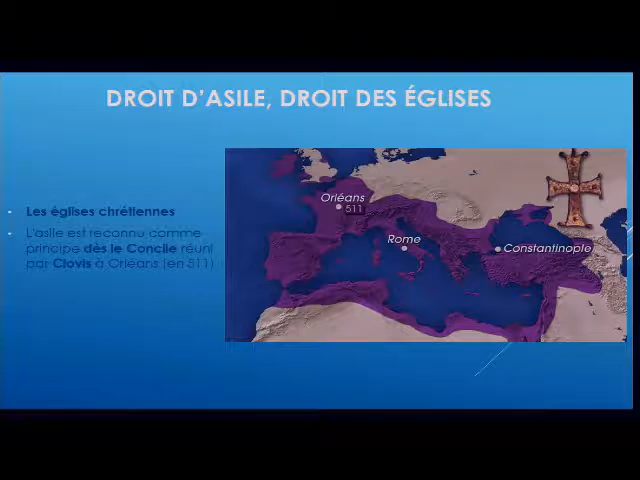 DROIT D'ASILE, DROIT DES ÉGLISES
Les églises chrétiennes
L'asile est reconnu comme
principe dès le Concile réuni
par Clovis à Orléans (en 511)
Orléans
511
Rome
Constantinople